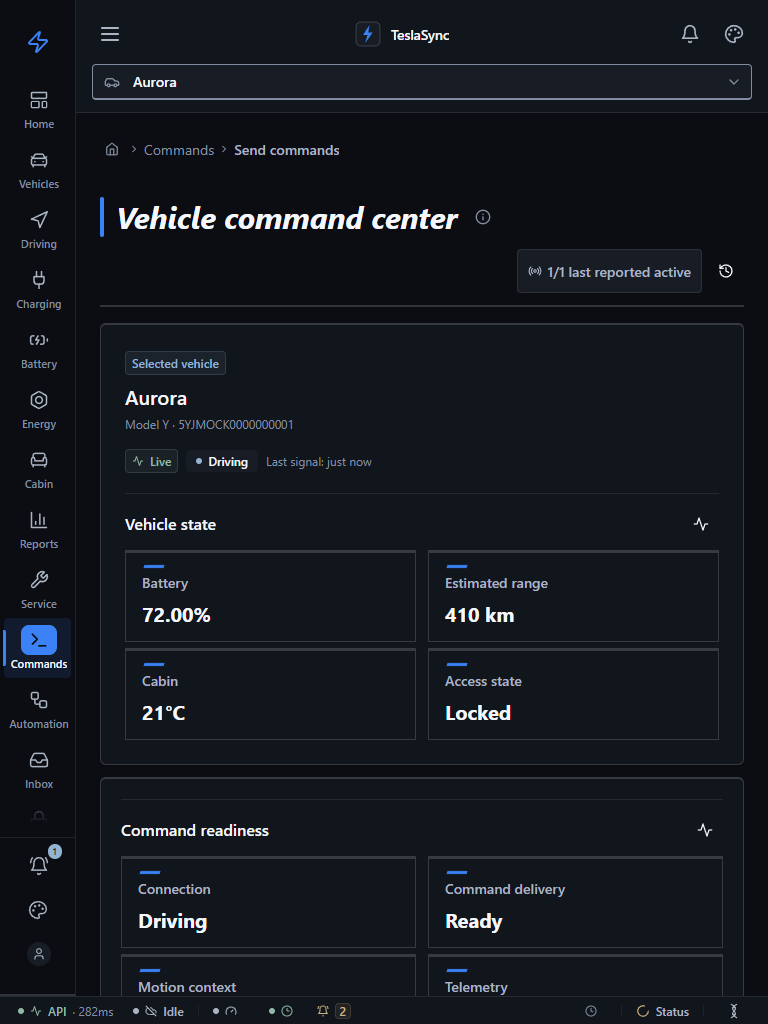 TeslaSync
Aurora
Home
Vehicles
Driving
Charging
Battery
Energy
Cabin
Reports
Service
Commands
Automation
Inbox
1
Commands
Send commands
Vehicle command center
1/1 last reported active
Selected vehicle
Aurora
Model Y · 5YJMOCK0000000001
Live
Driving
Last signal: just now
Vehicle state
Battery
72.00%
Estimated range
410 km
Cabin
21°C
Access state
Locked
Command readiness
Connection
Driving
Command delivery
Ready
Motion context
Telemetry
API · 282ms
Idle
2
Status